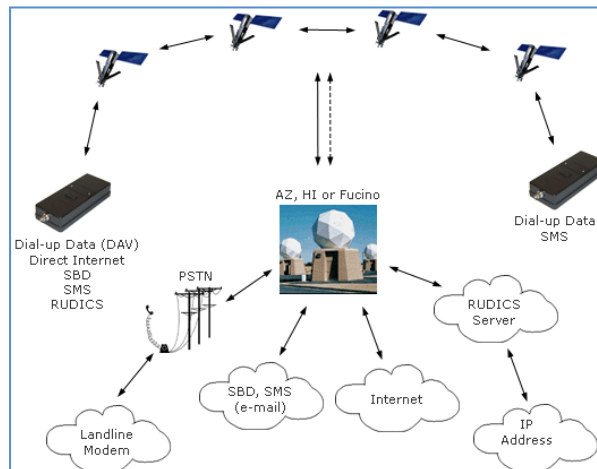 AZ, HI or Fucino
Dial-up Data (DAV)
Direct Internet
SBD
SMS
RUDICS
Dial-up Data
SMS
PSTN
RUDICS
Server
SBD, SMS
(e-mail)
Internet
Landline
Modem
IP
Address